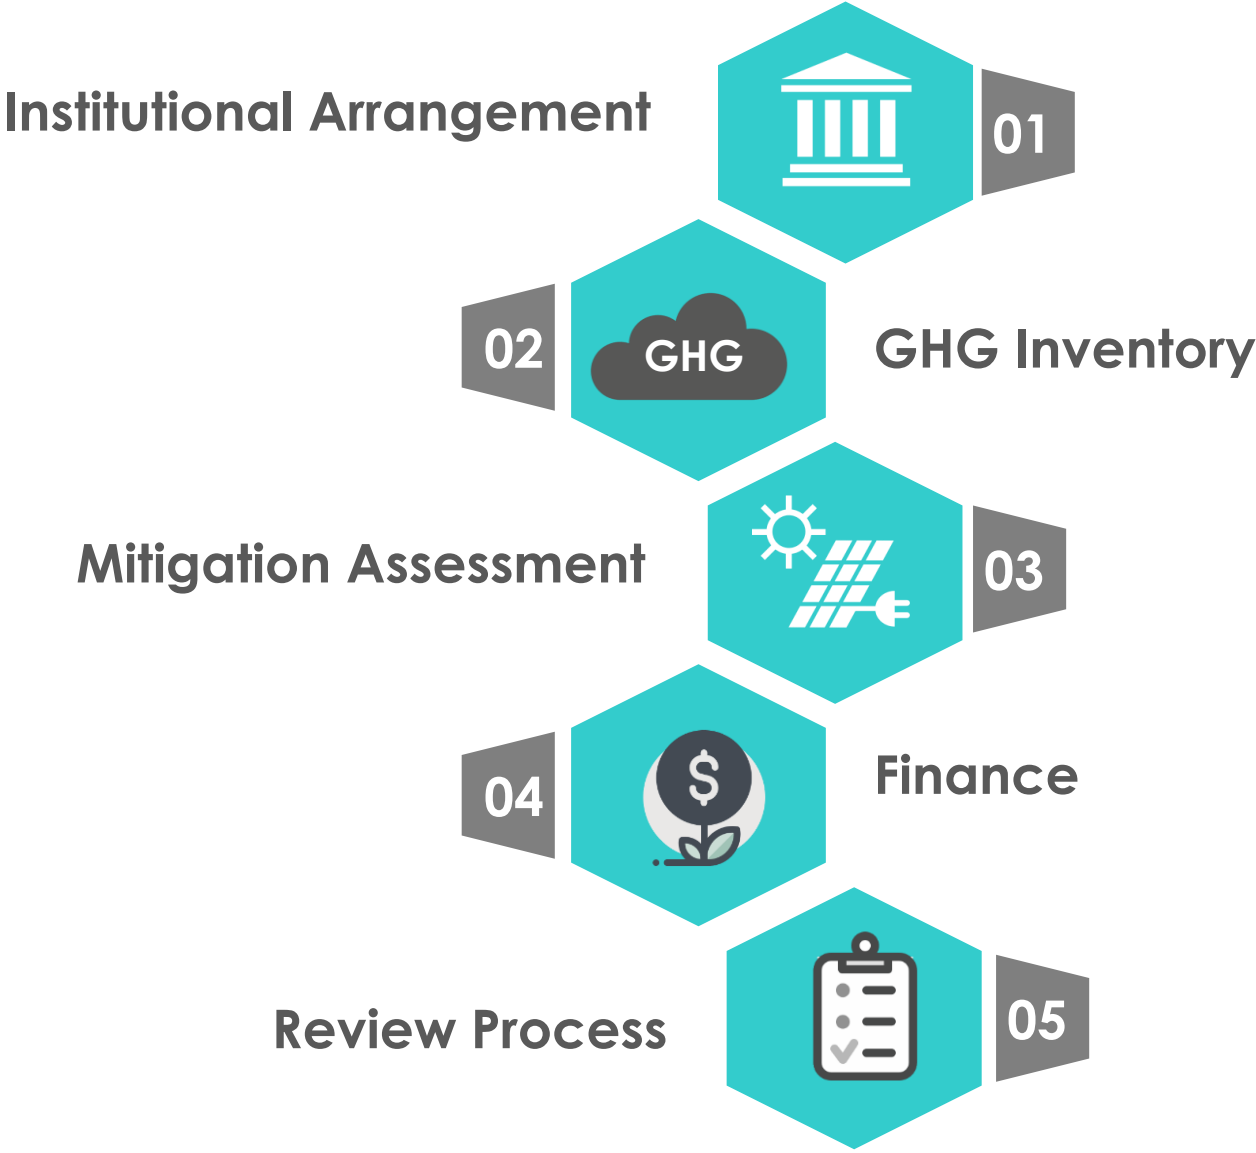 Institutional Arrangement
01
02
GHG
GHG Inventory
Mitigation Assessment
03
04
$
Finance
Review Process
05